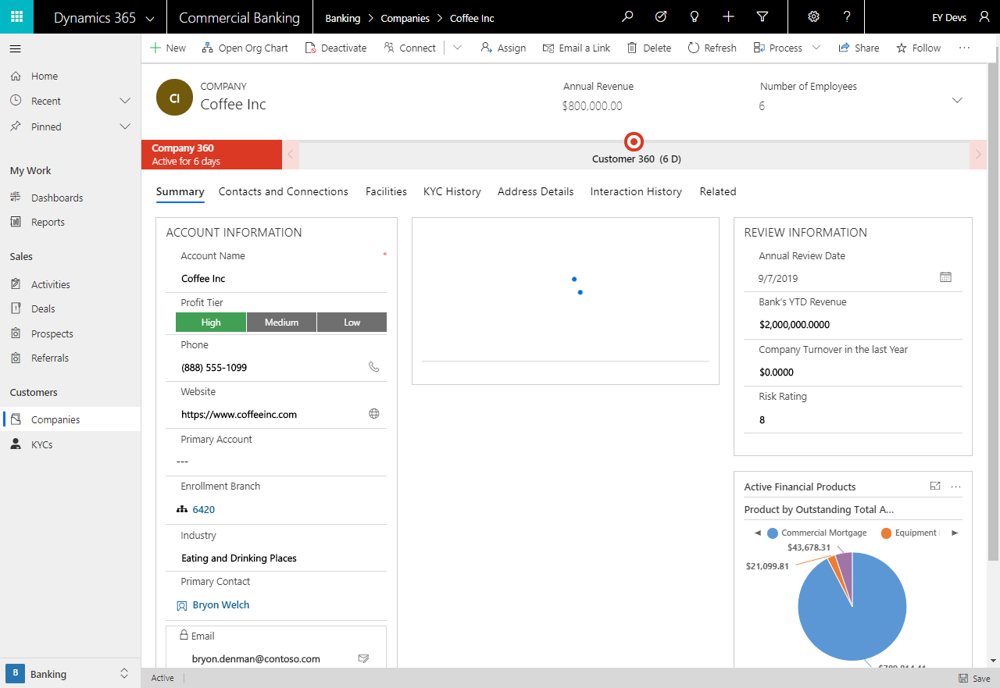 Dynamics 365
Commercial Banking
Banking > Companies > Coffee Inc
EY Devs
New
Open Org Chart
Deactivate
Connect
Assign
Email a Link
Delete
Refresh
Process
Share
Follow
Home
Recent
Pinned
My Work
Dashboards
Reports
Sales
Activities
Deals
Prospects
Referrals
Customers
Companies
KYCs
B
Banking
CI
COMPANY
Coffee Inc
Annual Revenue
$800,000.00
Number of Employees
6
Company 360
Active for 6 days
Customer 360 (6 D)
Summary
Contacts and Connections
Facilities
KYC History
Address Details
Interaction History
Related
ACCOUNT INFORMATION
Account Name *
Coffee Inc
Profit Tier
High Medium Low
Phone
(888) 555-1099
Website
https://www.coffeeinc.com
Primary Account
---
Enrollment Branch
6420
Industry
Eating and Drinking Places
Primary Contact
Bryon Welch
Email
bryon.denman@contoso.com
REVIEW INFORMATION
Annual Review Date
9/7/2019
Bank's YTD Revenue
$2,000,000.0000
Company Turnover in the last Year
$0.0000
Risk Rating
8
Active Financial Products
Product by Outstanding Total A...
Commercial Mortgage
Equipment
$43,678.31
$21,099.81
Active
Save